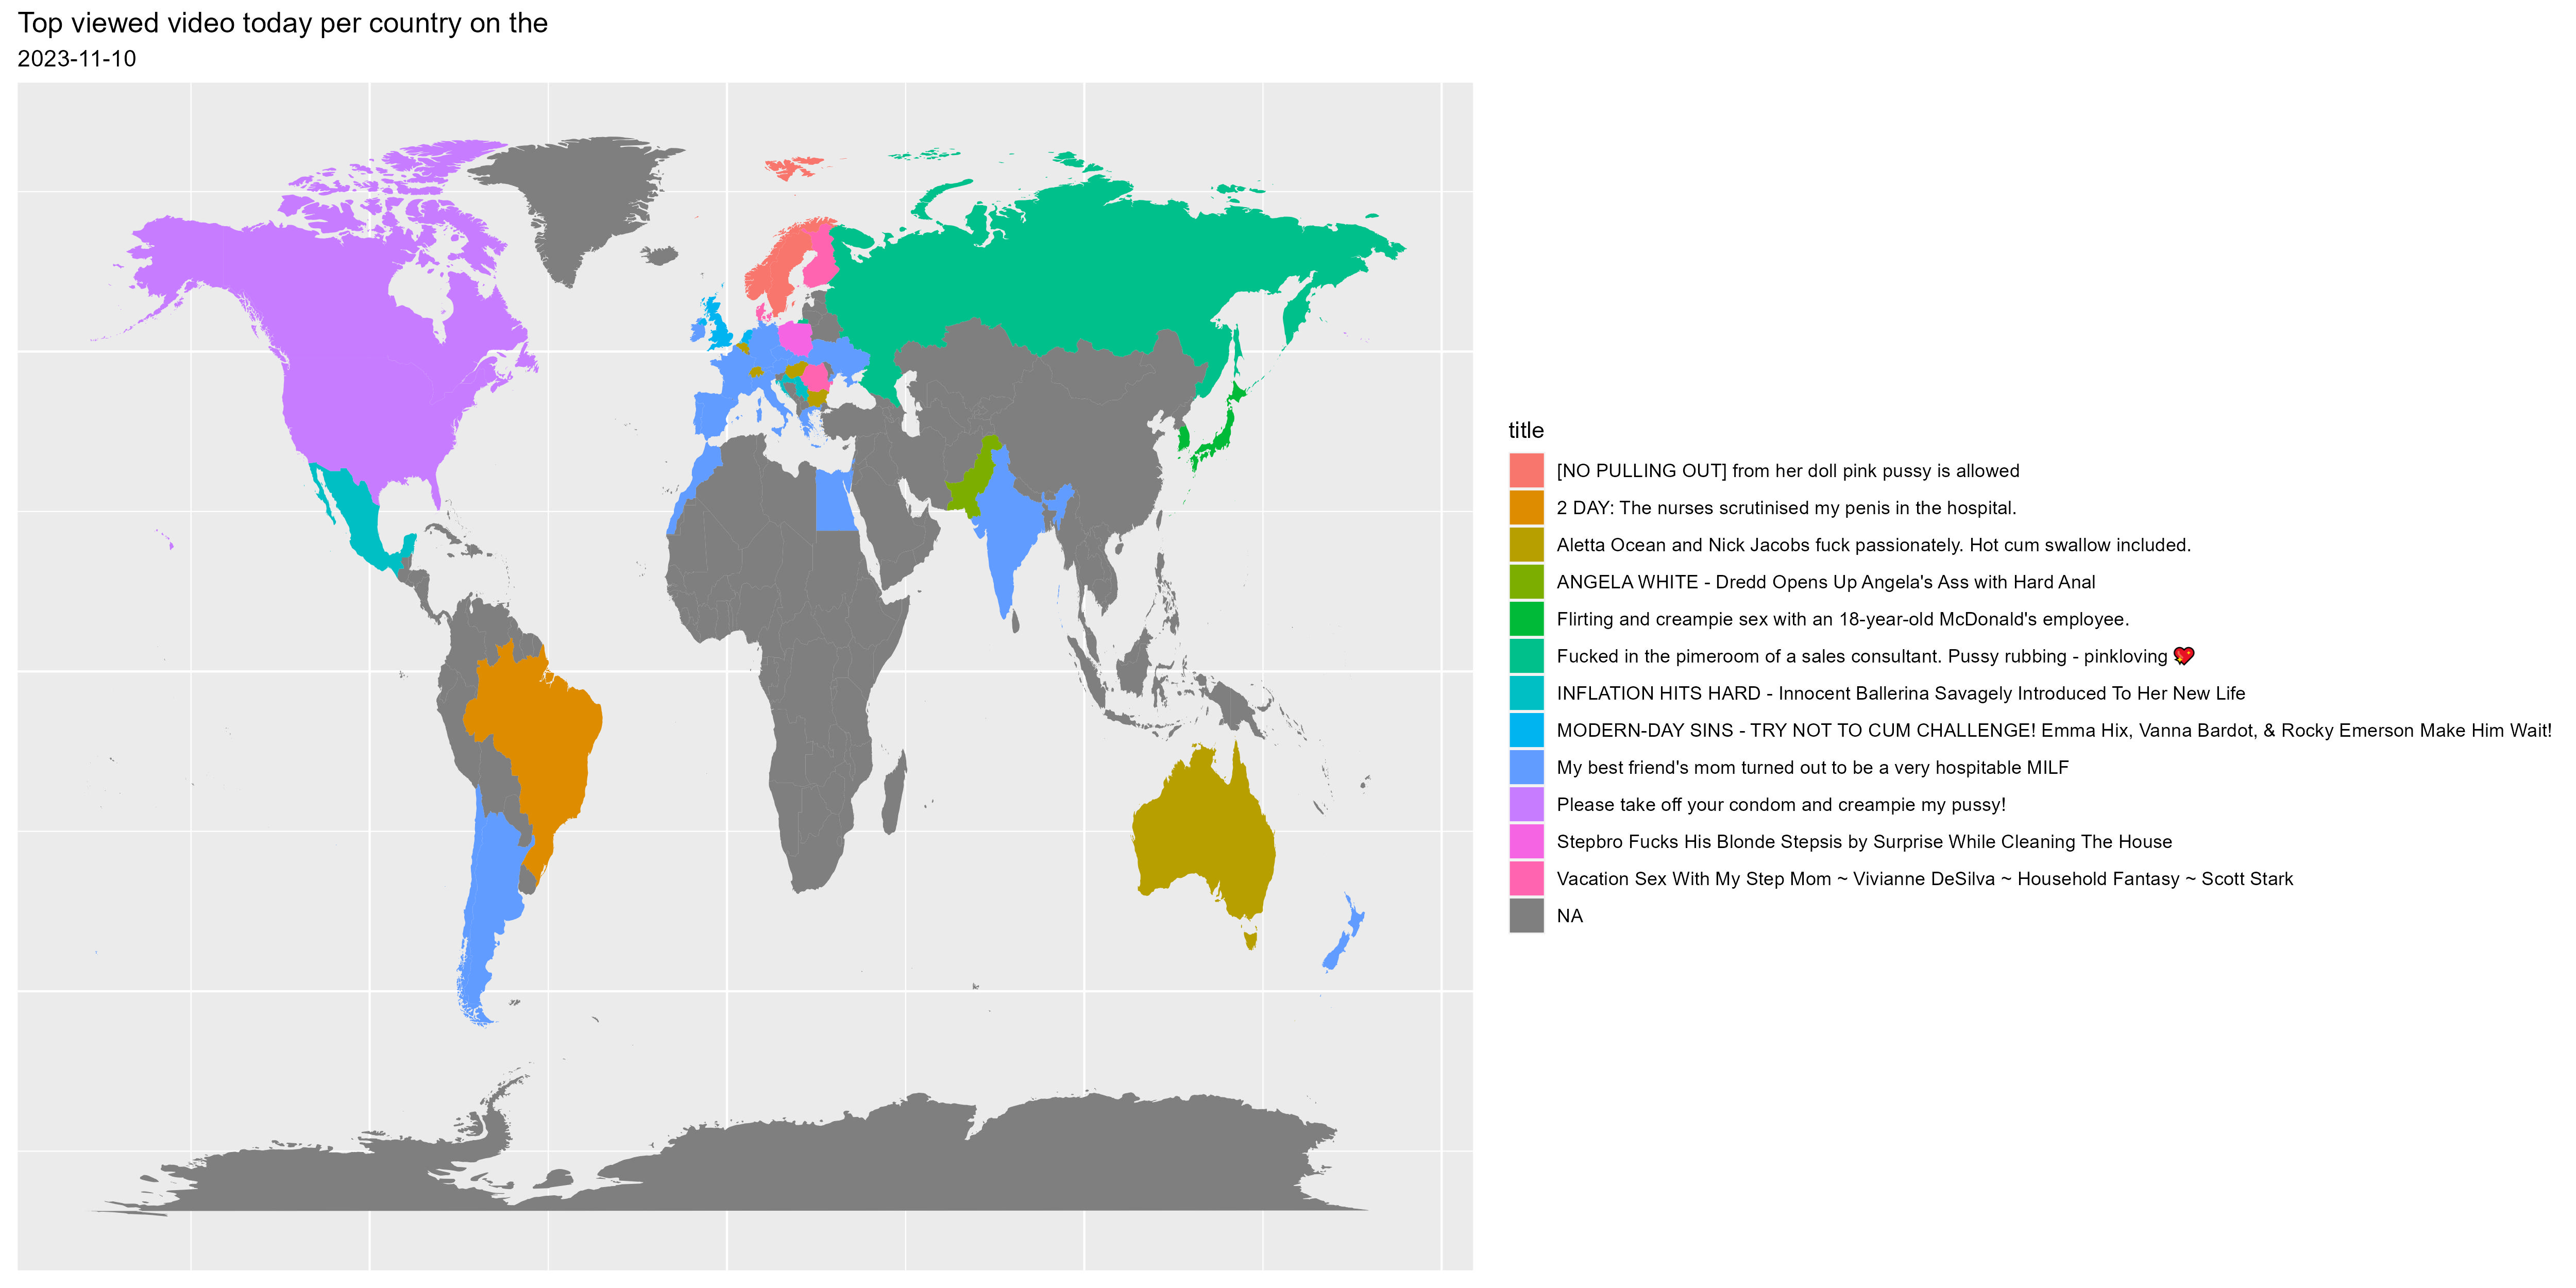 Top viewed video today per country on the
2023-11-10
title
[NO PULLING OUT] from her doll pink pussy is allowed
2 DAY: The nurses scrutinised my penis in the hospital.
Aletta Ocean and Nick Jacobs fuck passionately. Hot cum swallow included.
ANGELA WHITE - Dredd Opens Up Angela's Ass with Hard Anal
Flirting and creampie sex with an 18-year-old McDonald's employee.
Fucked in the pimeroom of a sales consultant. Pussy rubbing - pinkloving 💘
INFLATION HITS HARD - Innocent Ballerina Savagely Introduced To Her New Life
MODERN-DAY SINS - TRY NOT TO CUM CHALLENGE! Emma Hix, Vanna Bardot, & Rocky Emerson Make Him Wait!
My best friend's mom turned out to be a very hospitable MILF
Please take off your condom and creampie my pussy!
Stepbro Fucks His Blonde Stepsis by Surprise While Cleaning The House
Vacation Sex With My Step Mom ~ Vivianne DeSilva ~ Household Fantasy ~ Scott Stark
NA